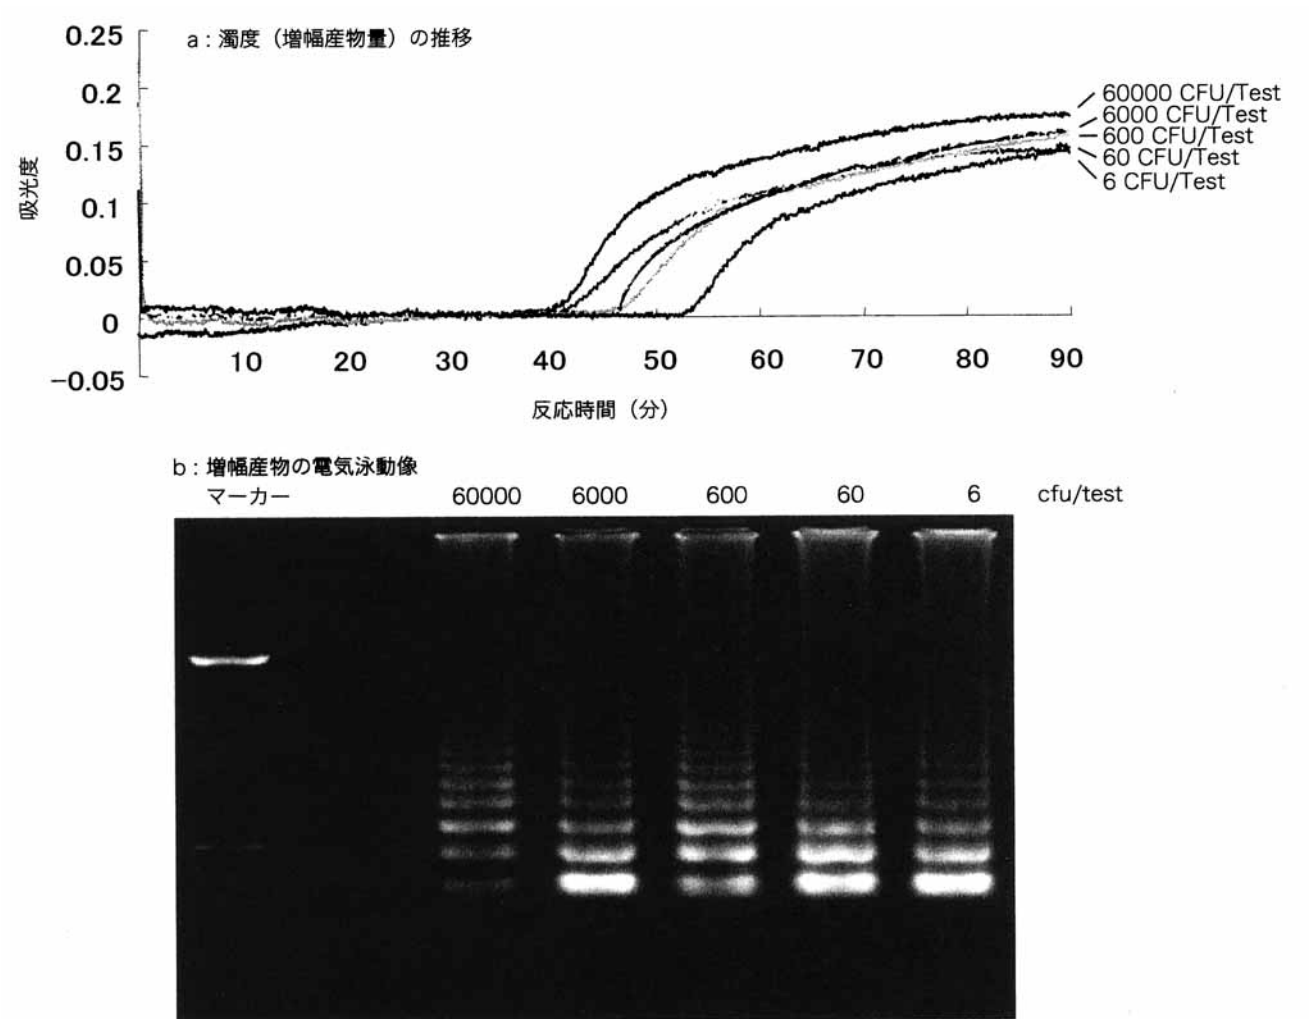 a : 濁度（増幅産物量）の推移
0.25
0.2
0.15
0.1
0.05
0
−0.05
吸光度
60000 CFU/Test
6000 CFU/Test
600 CFU/Test
60 CFU/Test
6 CFU/Test
10 20 30 40 50 60 70 80 90
反応時間（分）
b : 増幅産物の電気泳動像
マーカー 60000 6000 600 60 6 cfu/test